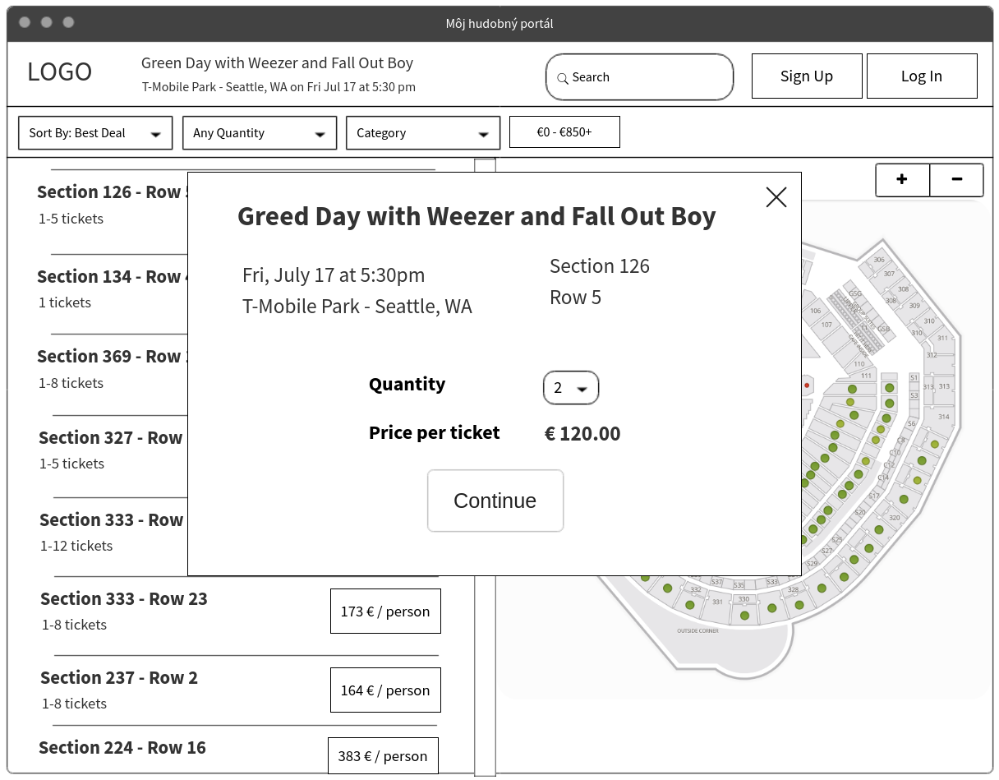 Môj hudobný portál
LOGO
Green Day with Weezer and Fall Out Boy
T-Mobile Park - Seattle, WA on Fri Jul 17 at 5:30 pm
Search
Sign Up
Log In
Sort By: Best Deal
Any Quantity
Category
€0 - €850+
+
−
Section 126 - Row
1-5 tickets
Section 134 - Row
1 tickets
Section 369 - Row
1-8 tickets
Section 327 - Row
1-5 tickets
Section 333 - Row
1-12 tickets
Section 333 - Row 23
1-8 tickets
173 € / person
Section 237 - Row 2
1-8 tickets
164 € / person
Section 224 - Row 16
383 € / person
Greed Day with Weezer and Fall Out Boy
Fri, July 17 at 5:30pm
T-Mobile Park - Seattle, WA
Section 126
Row 5
Quantity
2
Price per ticket
€ 120.00
Continue
306
307
308
308
309
310
310
311
312
313
313
314
GSG
GSB
106
107
110
111
S1
S3
S6
C8
C10
C12
C14
S17
S20
320
S25
S27
S29
S33
S35
S37
328
330
331
332
OUTSIDE CORNER